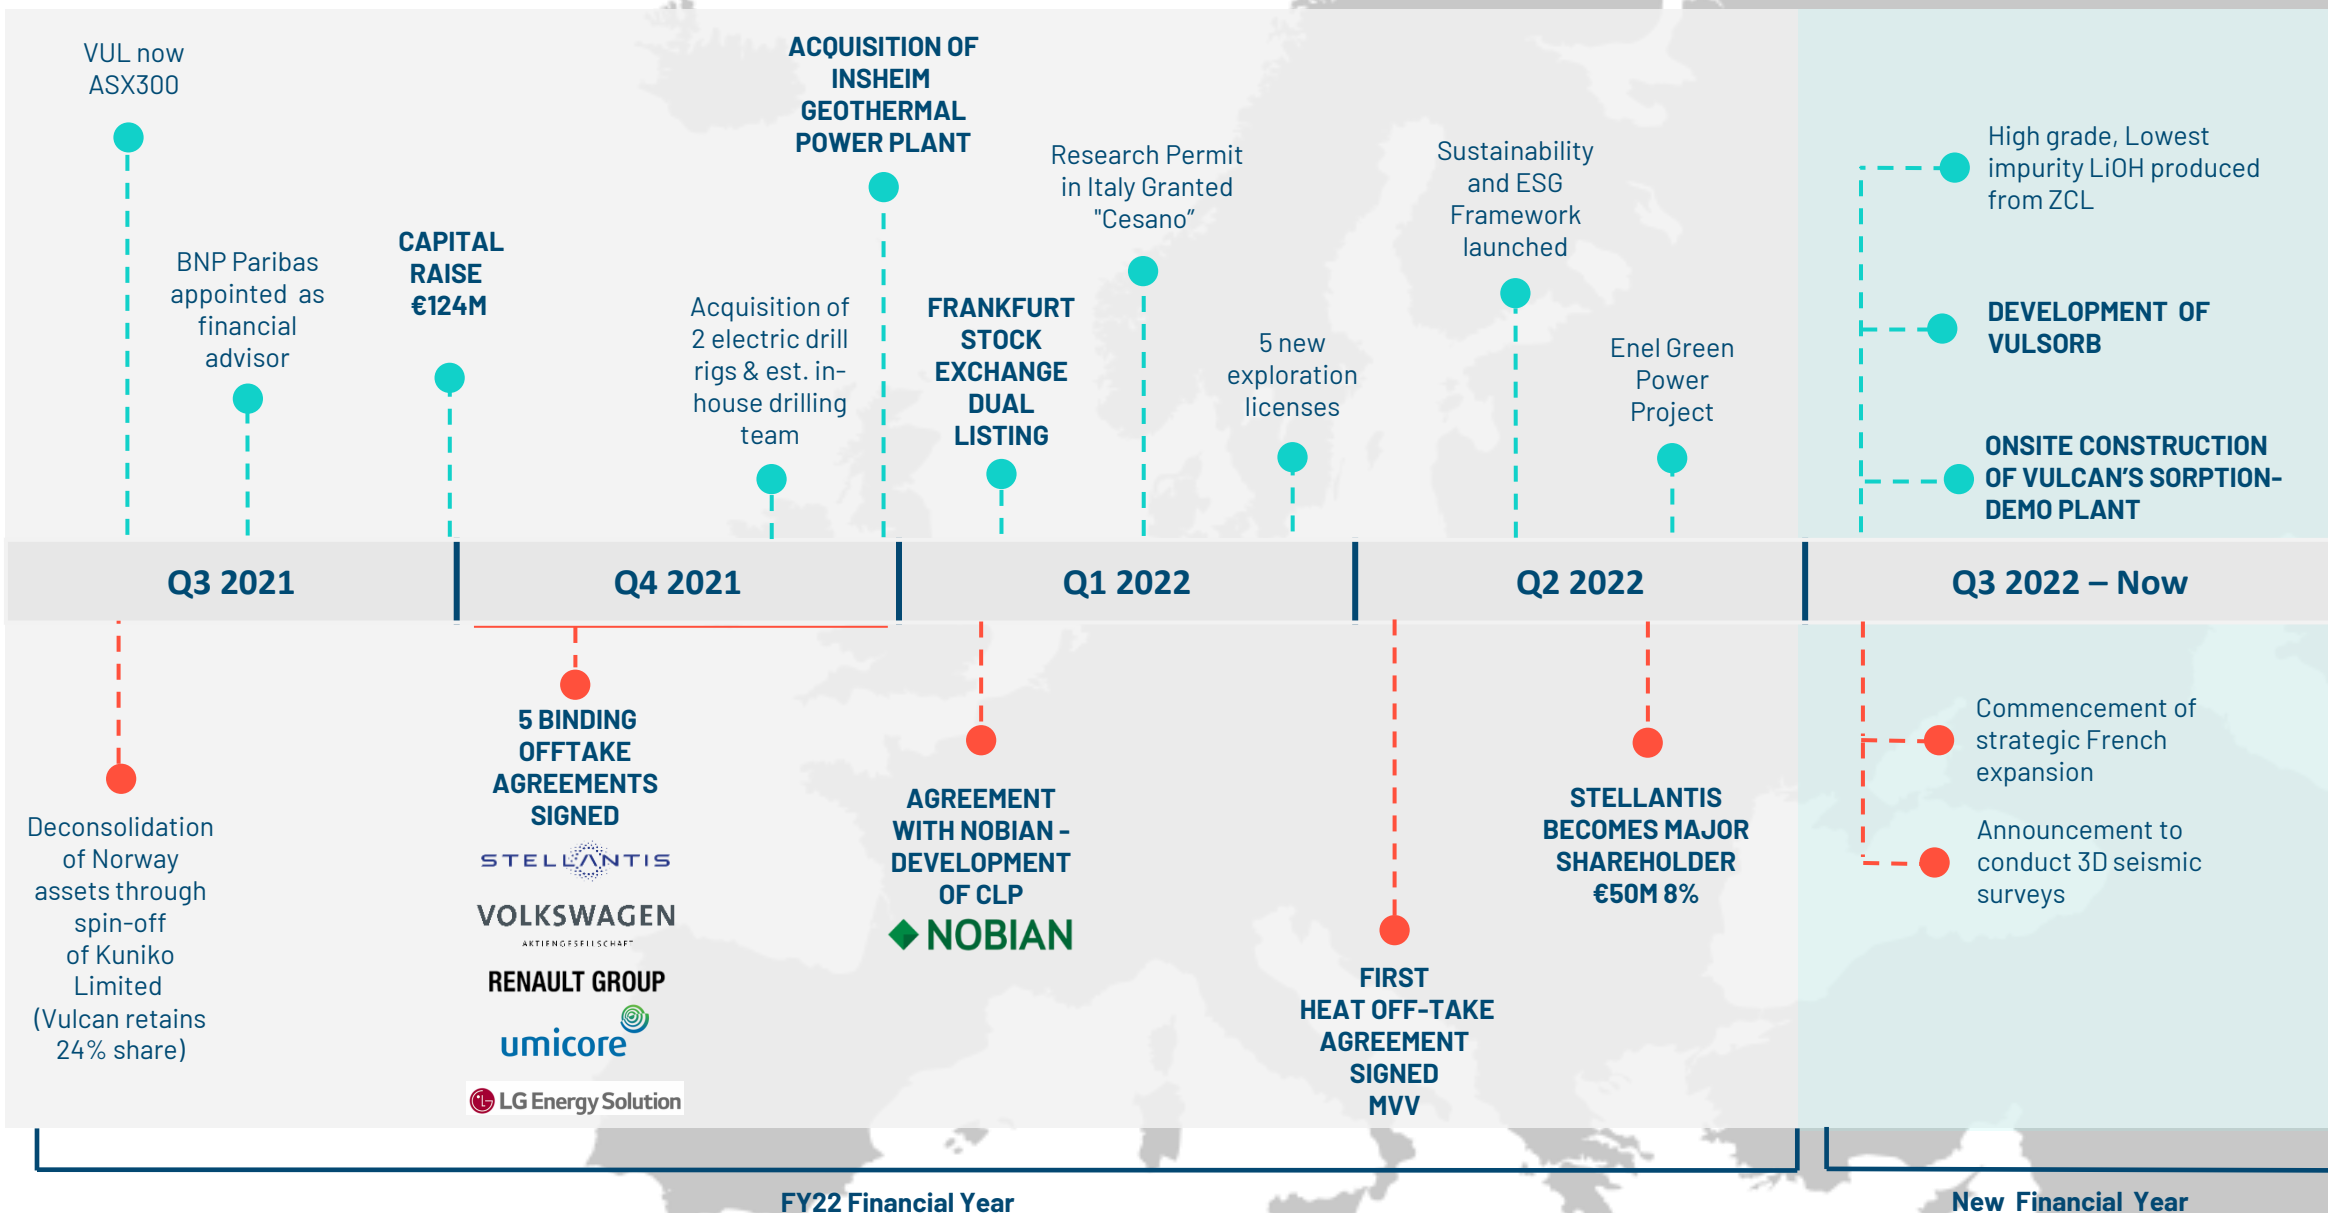 VUL now
ASX300
BNP Paribas
appointed as
financial
advisor
CAPITAL
RAISE
€124M
Acquisition of
2 electric drill
rigs & est. in-
house drilling
team
ACQUISITION OF
INSHEIM
GEOTHERMAL
POWER PLANT
FRANKFURT
STOCK
EXCHANGE
DUAL
LISTING
Research Permit
in Italy Granted
"Cesano”
5 new
exploration
licenses
Sustainability
and ESG
Framework
launched
Enel Green
Power
Project
High grade, Lowest
impurity LiOH produced
from ZCL
DEVELOPMENT OF
VULSORB
ONSITE CONSTRUCTION
OF VULCAN’S SORPTION-
DEMO PLANT
Q3 2021
Q4 2021
Q1 2022
Q2 2022
Q3 2022 – Now
Deconsolidation
of Norway
assets through
spin-off
of Kuniko
Limited
(Vulcan retains
24% share)
5 BINDING
OFFTAKE
AGREEMENTS
SIGNED
STELLANTIS
VOLKSWAGEN
AKTIENGESELLSCHAFT
RENAULT GROUP
umicore
LG Energy Solution
AGREEMENT
WITH NOBIAN -
DEVELOPMENT
OF CLP
NOBIAN
FIRST
HEAT OFF-TAKE
AGREEMENT
SIGNED
MVV
STELLANTIS
BECOMES MAJOR
SHAREHOLDER
€50M 8%
Commencement of
strategic French
expansion
Announcement to
conduct 3D seismic
surveys
FY22 Financial Year
New Financial Year